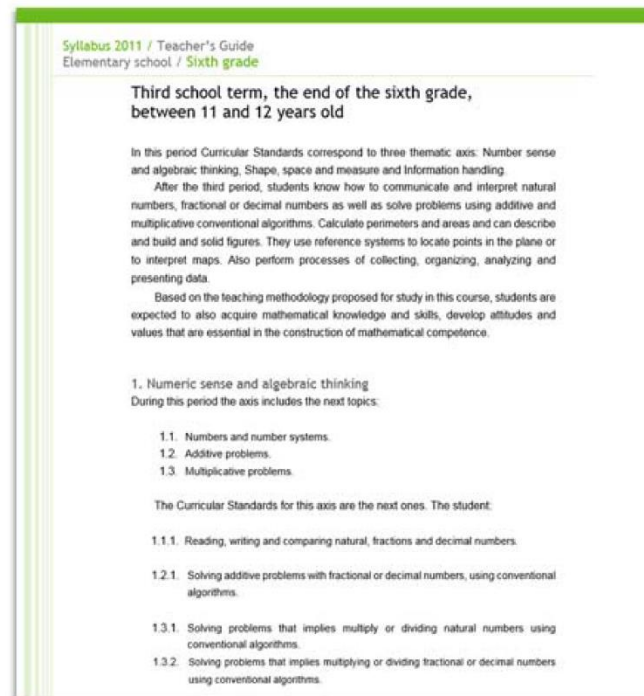 Syllabus 2011 / Teacher's Guide
Elementary school / Sixth grade
Third school term, the end of the sixth grade,
between 11 and 12 years old
In this period Curricular Standards correspond to three thematic axis: Number sense
and algebraic thinking, Shape, space and measure and Information handling.
After the third period, students know how to communicate and interpret natural
numbers, fractional or decimal numbers as well as solve problems using additive and
multiplicative conventional algorithms. Calculate perimeters and areas and can describe
and build and solid figures. They use reference systems to locate points in the plane or
to interpret maps. Also perform processes of collecting, organizing, analyzing and
presenting data.
Based on the teaching methodology proposed for study in this course, students are
expected to also acquire mathematical knowledge and skills, develop attitudes and
values that are essential in the construction of mathematical competence.
1. Numeric sense and algebraic thinking
During this period the axis includes the next topics:
1.1. Numbers and number systems.
1.2. Additive problems.
1.3. Multiplicative problems.
The Curricular Standards for this axis are the next ones. The student:
1.1.1. Reading, writing and comparing natural, fractions and decimal numbers.
1.2.1. Solving additive problems with fractional or decimal numbers, using conventional
algorithms.
1.3.1. Solving problems that implies multiply or dividing natural numbers using
conventional algorithms.
1.3.2. Solving problems that implies multiplying or dividing fractional or decimal numbers
using conventional algorithms.